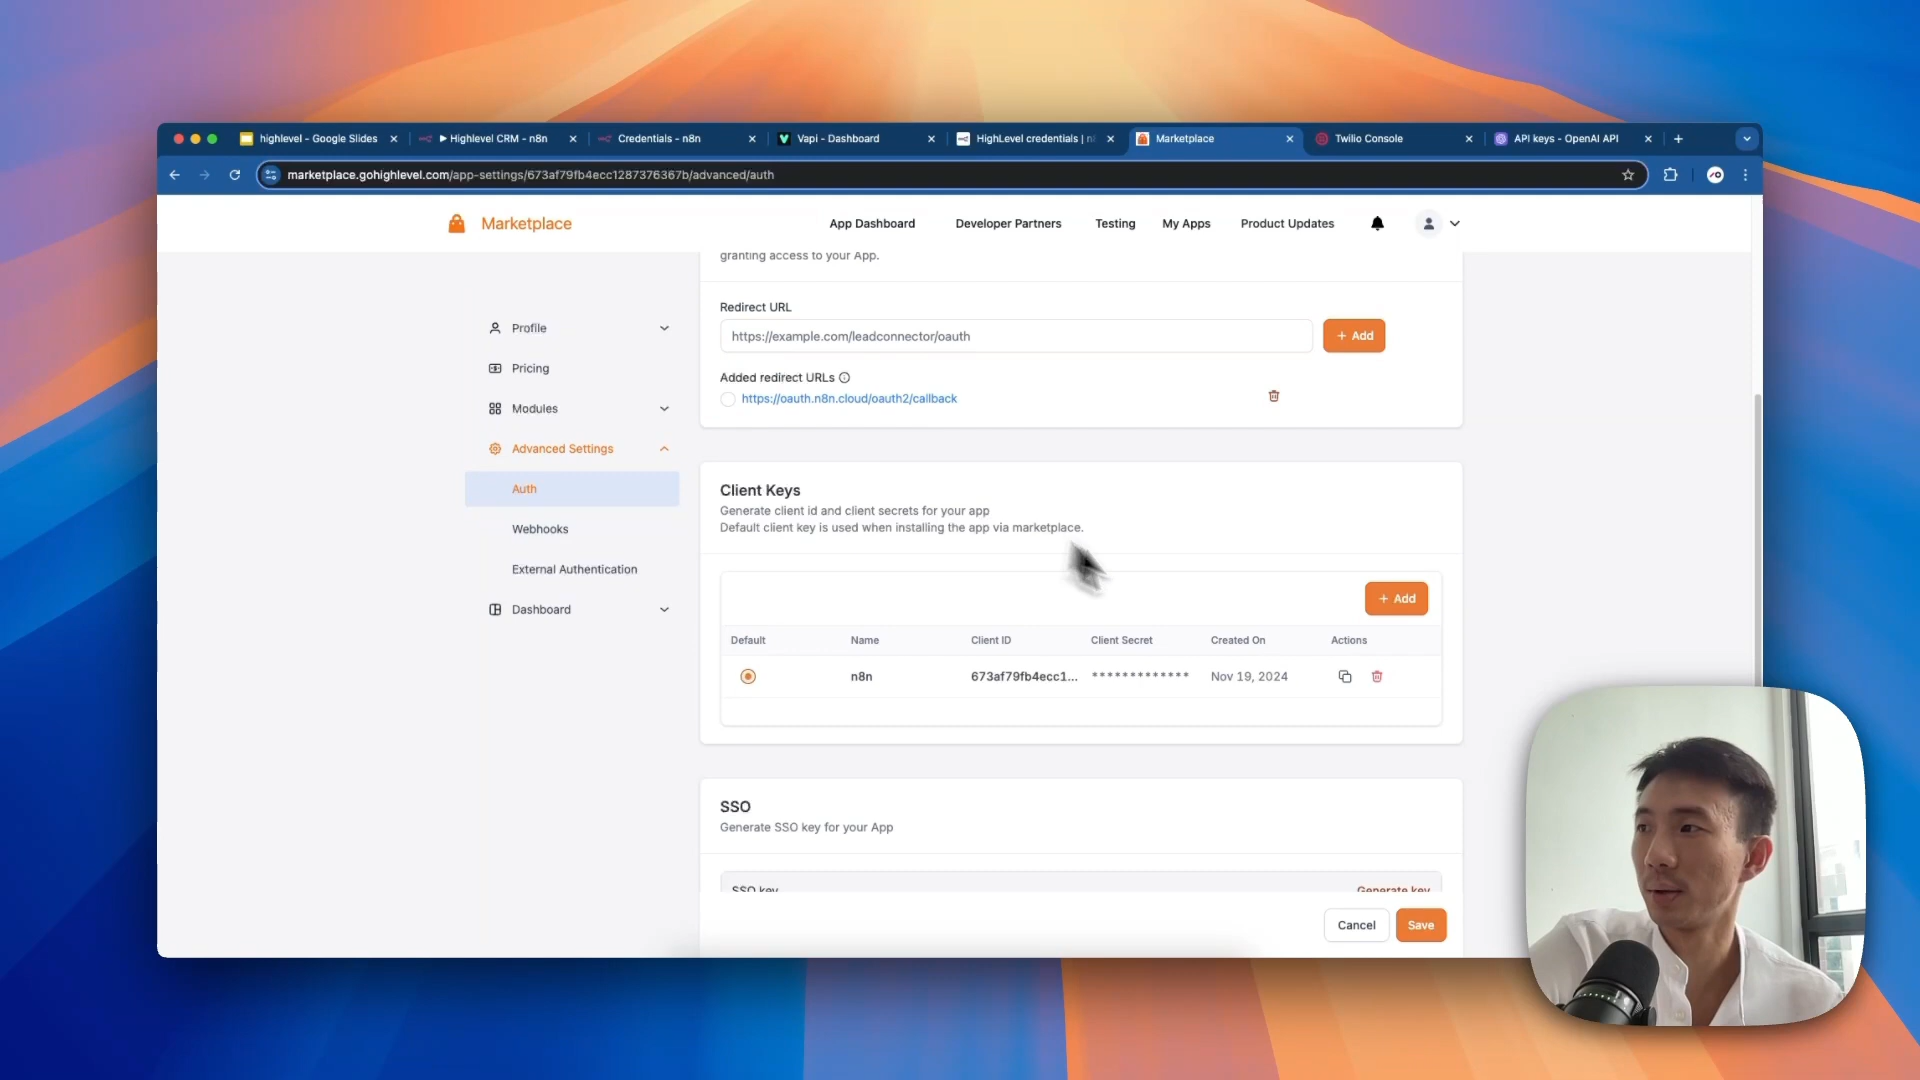 highlevel - Google Slides
Highlevel CRM - n8n
Credentials - n8n
Vapi - Dashboard
HighLevel credentials | n8
Marketplace
Twilio Console
API keys - OpenAI API
marketplace.gohighlevel.com/app-settings/673af79fb4ecc1287376367b/advanced/auth
Marketplace
App Dashboard
Developer Partners
Testing
My Apps
Product Updates
granting access to your App.
Profile
Pricing
Modules
Advanced Settings
Auth
Webhooks
External Authentication
Dashboard
Redirect URL
https://example.com/leadconnector/oauth
+ Add
Added redirect URLs
https://oauth.n8n.cloud/oauth2/callback
Client Keys
Generate client id and client secrets for your app
Default client key is used when installing the app via marketplace.
+ Add
Default Name Client ID Client Secret Created On Actions
n8n 673af79fb4ecc1... ************* Nov 19, 2024
SSO
Generate SSO key for your App
SSO key Generate key
Cancel
Save